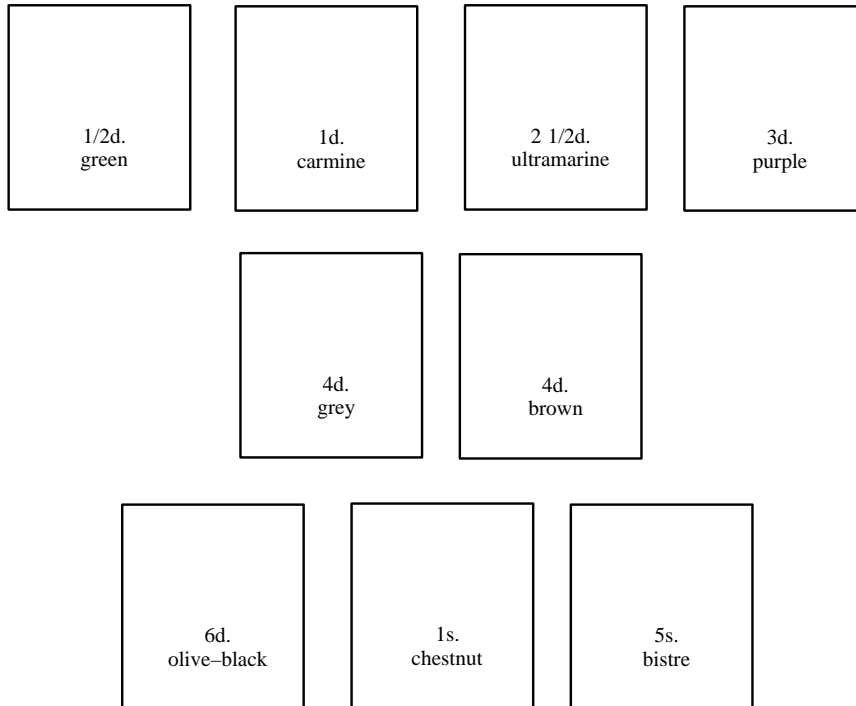 1/2d.
green
1d.
carmine
2 1/2d.
ultramarine
3d.
purple
4d.
grey
4d.
brown
6d.
olive–black
1s.
chestnut
5s.
bistre